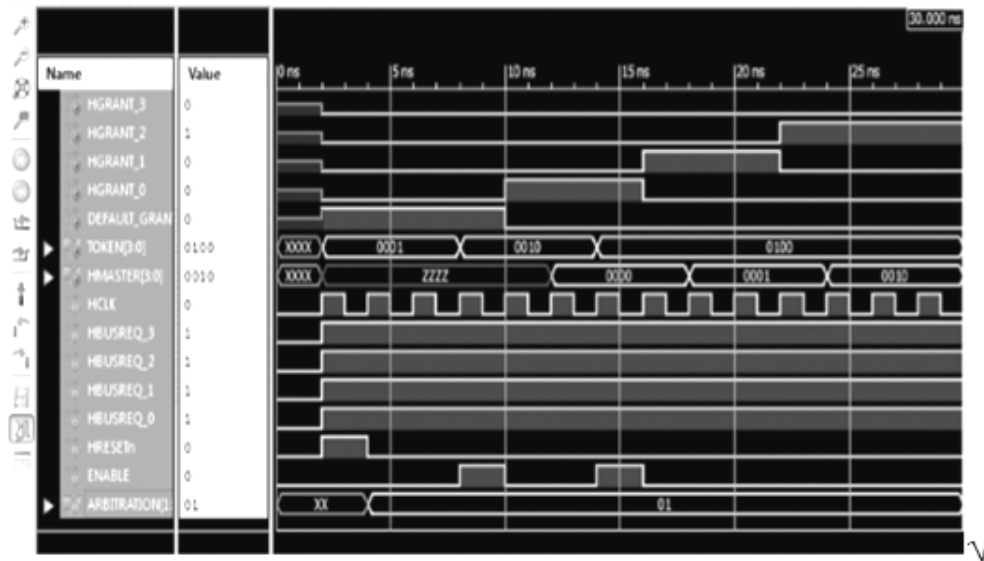 30.000 ns
Name Value
0 ns 5 ns 10 ns 15 ns 20 ns 25 ns
HGRANT_3 0
HGRANT_2 1
HGRANT_1 0
HGRANT_0 0
DEFAULT_GRAN 0
TOKEN[3:0] 0100 XXXX 0001 0010 0100
HMASTER[3:0] 0010 XXXX ZZZZ 0000 0001 0010
HCLK 0
HBUSREQ_3 1
HBUSREQ_2 1
HBUSREQ_1 1
HBUSREQ_0 1
HRESETn 0
ENABLE 0
ARBITRATION[1: 01 XX 01